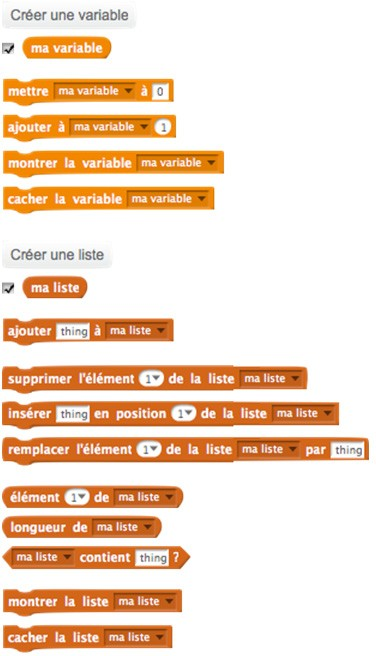 Créer une variable
ma variable
mettre ma variable à 0
ajouter à ma variable 1
montrer la variable ma variable
cacher la variable ma variable
Créer une liste
ma liste
ajouter thing à ma liste
supprimer l'élément 1 de la liste ma liste
insérer thing en position 1 de la liste ma liste
remplacer l'élément 1 de la liste ma liste par thing
élément 1 de ma liste
longueur de ma liste
ma liste contient thing ?
montrer la liste ma liste
cacher la liste ma liste